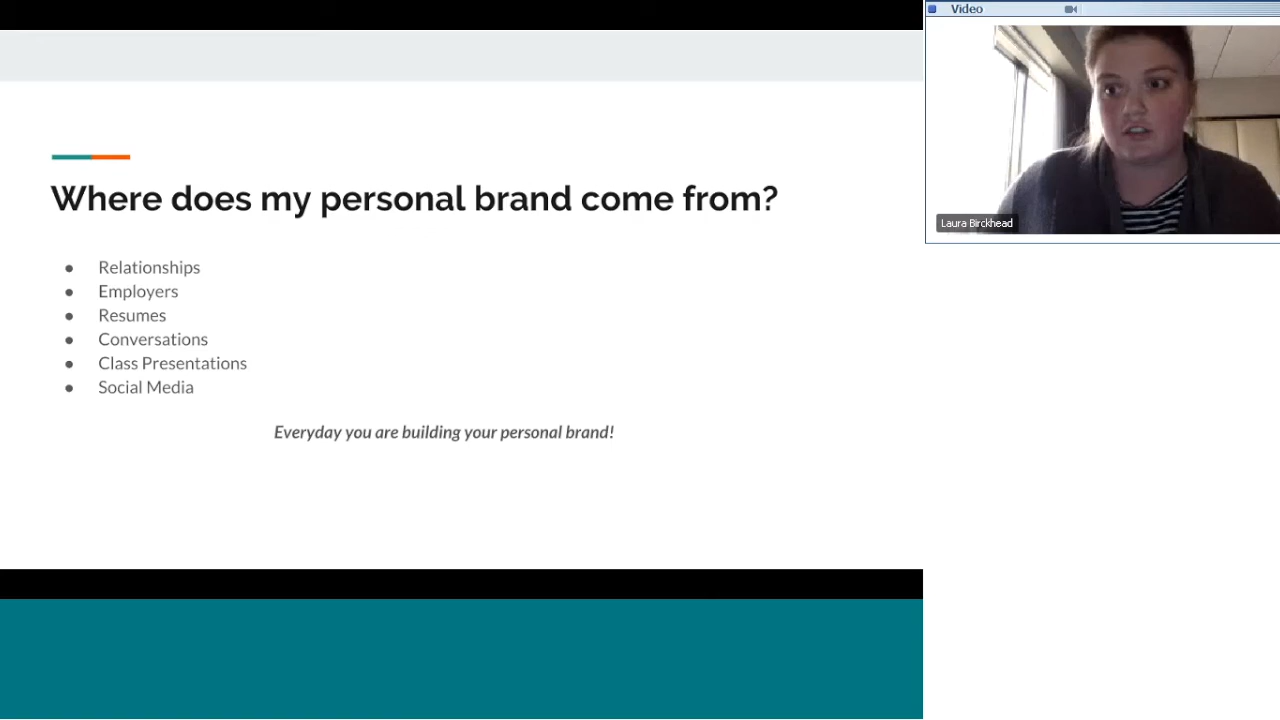 Where does my personal brand come from?
● Relationships
● Employers
● Resumes
● Conversations
● Class Presentations
● Social Media
Everyday you are building your personal brand!
Video
Laura Birckhead